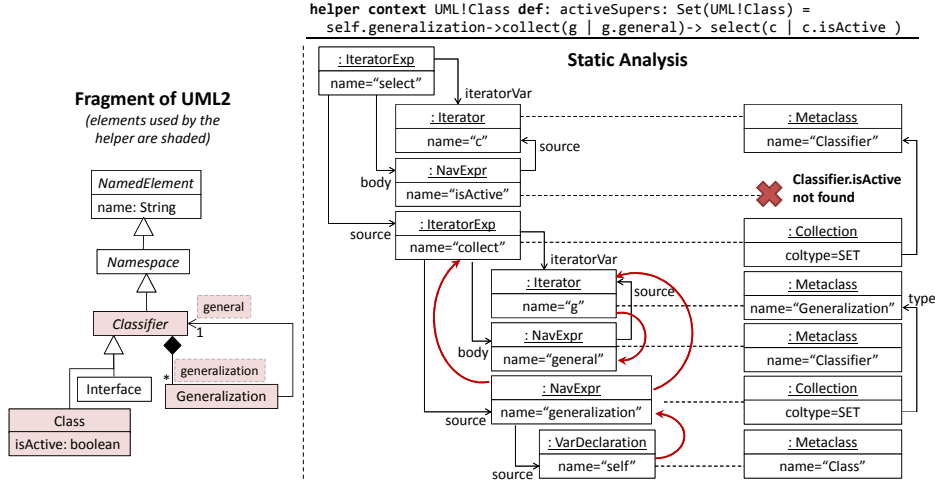 helper context UML!Class def: activeSupers: Set(UML!Class) =
self.generalization->collect(g | g.general)-> select(c | c.isActive )
Fragment of UML2
(elements used by the
helper are shaded)
NamedElement
name: String
Namespace
general
Classifier
1
*
generalization
Interface
Generalization
Class
isActive: boolean
Static Analysis
: IteratorExp
name="select"
iteratorVar
: Iterator
name="c"
source
: Metaclass
name="Classifier"
body
: NavExpr
name="isActive"
Classifier.isActive
not found
source
: IteratorExp
name="collect"
iteratorVar
: Collection
coltype=SET
: Iterator
name="g"
source
: Metaclass
name="Generalization"
type
body
: NavExpr
name="general"
: Metaclass
name="Classifier"
source
: NavExpr
name="generalization"
: Collection
coltype=SET
source
: VarDeclaration
name="self"
: Metaclass
name="Class"